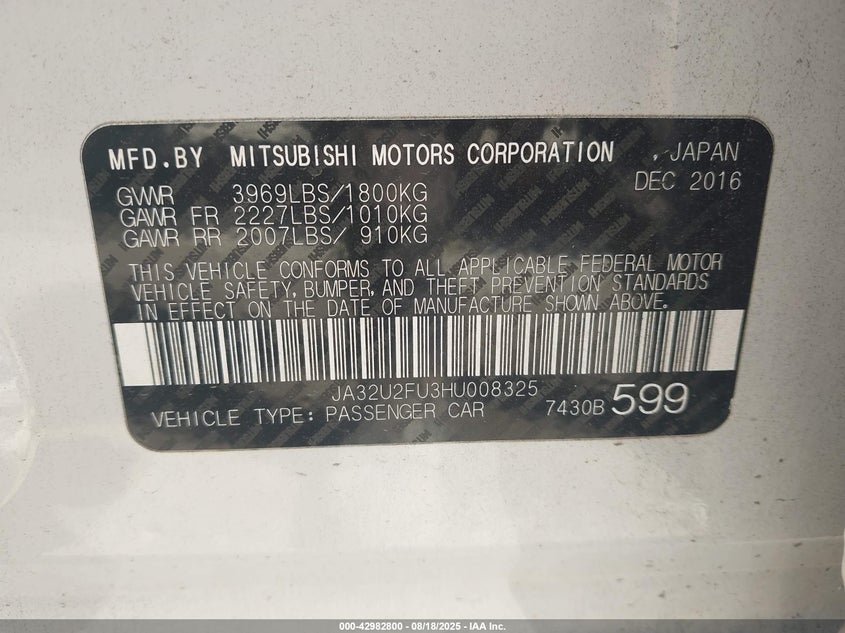 MFD.BY MITSUBISHI MOTORS CORPORATION , JAPAN
DEC 2016
GVWR 3969LBS/1800KG
GAWR FR 2227LBS/1010KG
GAWR RR 2007LBS/ 910KG
THIS VEHICLE CONFORMS TO ALL APPLICABLE FEDERAL MOTOR
VEHICLE SAFETY, BUMPER, AND THEFT PREVENTION STANDARDS
IN EFFECT ON THE DATE OF MANUFACTURE SHOWN ABOVE.
JA32U2FU3HU008325
VEHICLE TYPE: PASSENGER CAR 7430B 599
000-42982800 - 08/18/2025 - IAA Inc.